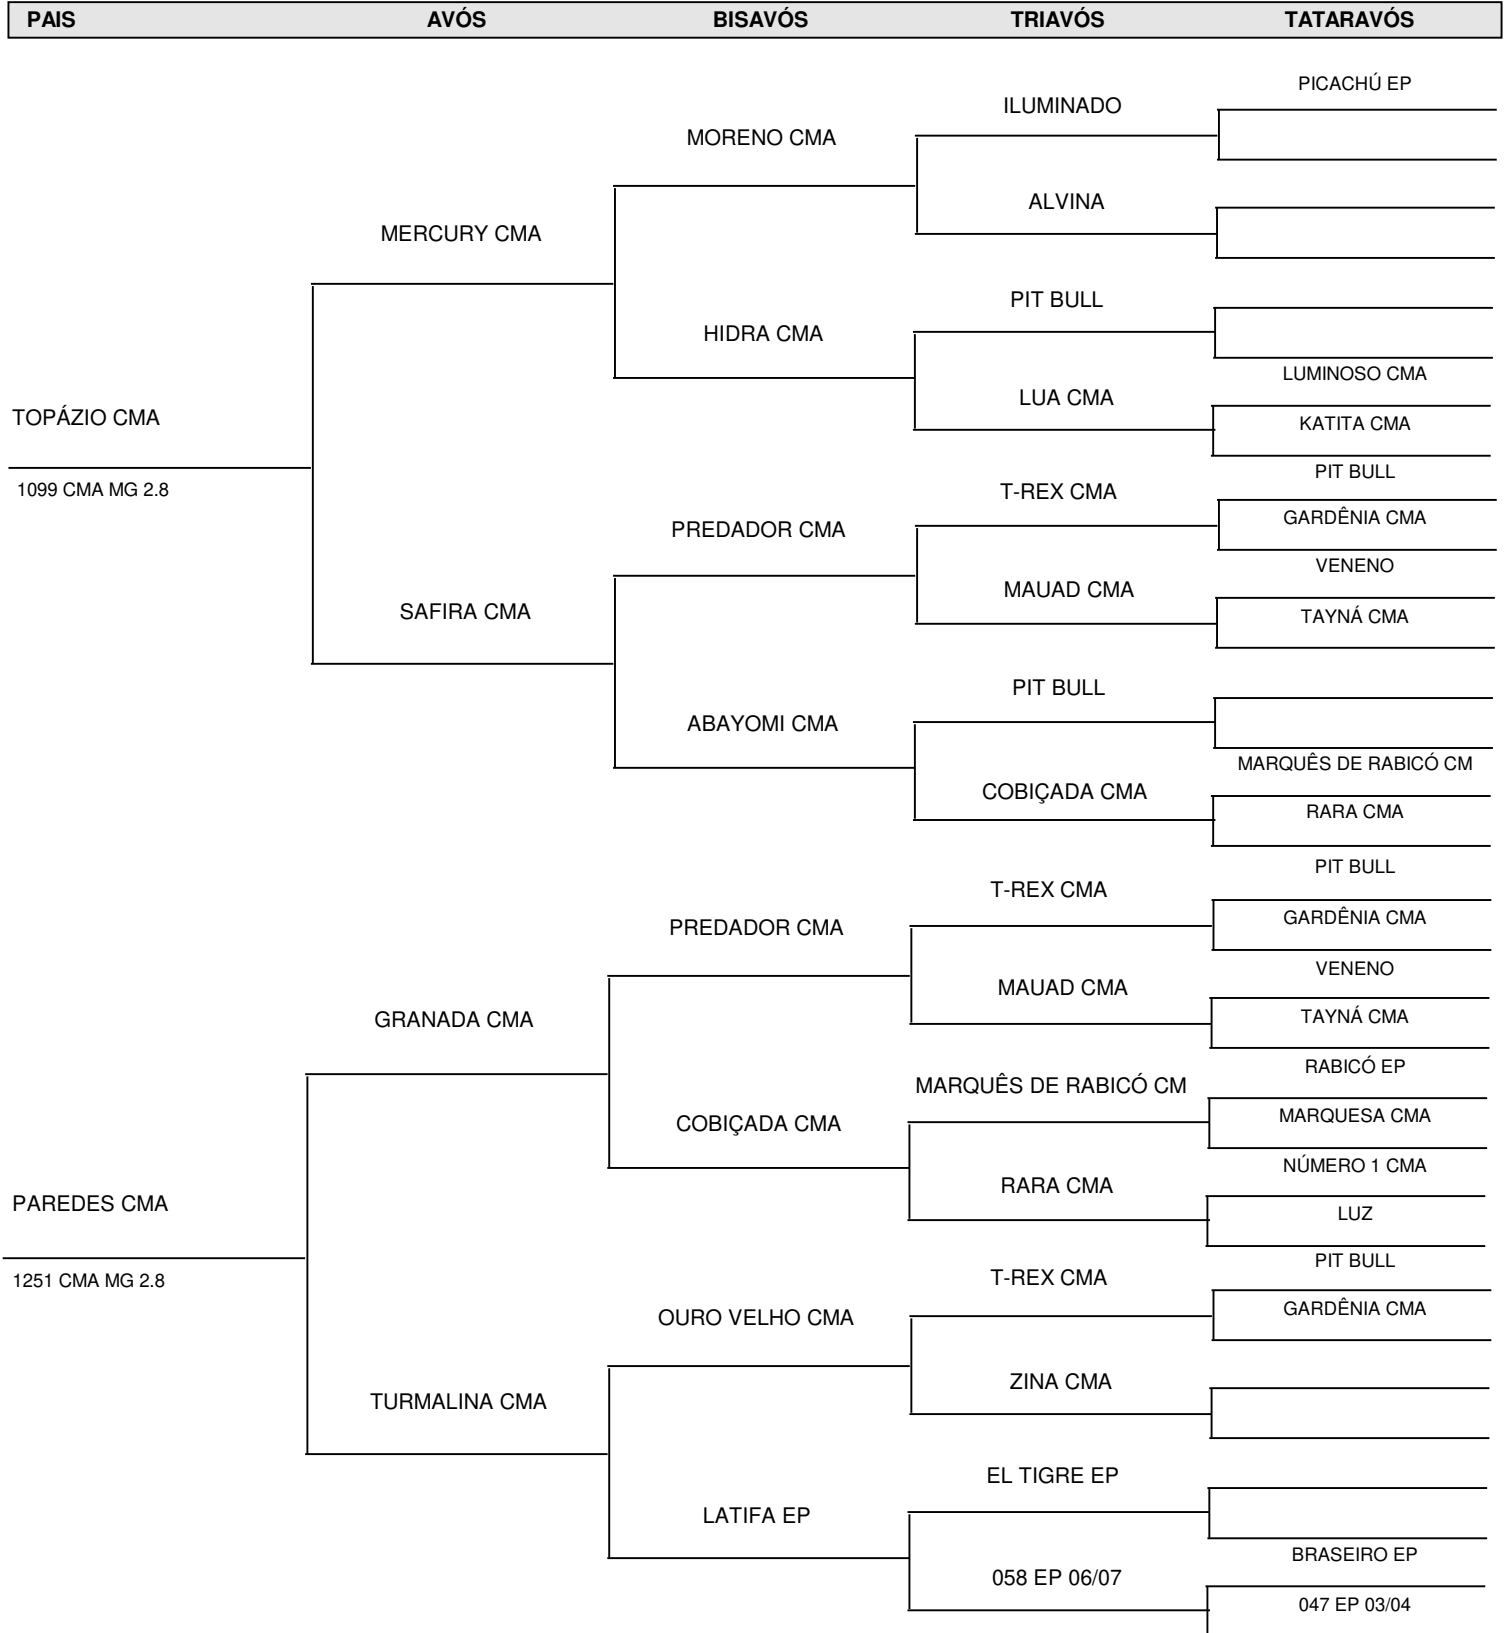 PAIS AVÓS BISAVÓS TRIAVÓS TATARAVÓS
PICACHÚ EP
ILUMINADO
MORENO CMA
ALVINA
MERCURY CMA
PIT BULL
HIDRA CMA
LUMINOSO CMA
LUA CMA
KATITA CMA
TOPÁZIO CMA
1099 CMA MG 2.8
PIT BULL
T-REX CMA
GARDÊNIA CMA
PREDADOR CMA
VENENO
MAUAD CMA
TAYNÁ CMA
SAFIRA CMA
PIT BULL
ABAYOMI CMA
MARQUÊS DE RABICÓ CM
COBIÇADA CMA
RARA CMA
PIT BULL
T-REX CMA
GARDÊNIA CMA
PREDADOR CMA
VENENO
MAUAD CMA
TAYNÁ CMA
GRANADA CMA
RABICÓ EP
MARQUÊS DE RABICÓ CM
MARQUESA CMA
COBIÇADA CMA
NÚMERO 1 CMA
RARA CMA
LUZ
PAREDES CMA
1251 CMA MG 2.8
PIT BULL
T-REX CMA
GARDÊNIA CMA
OURO VELHO CMA
ZINA CMA
TURMALINA CMA
EL TIGRE EP
LATIFA EP
BRASEIRO EP
058 EP 06/07
047 EP 03/04